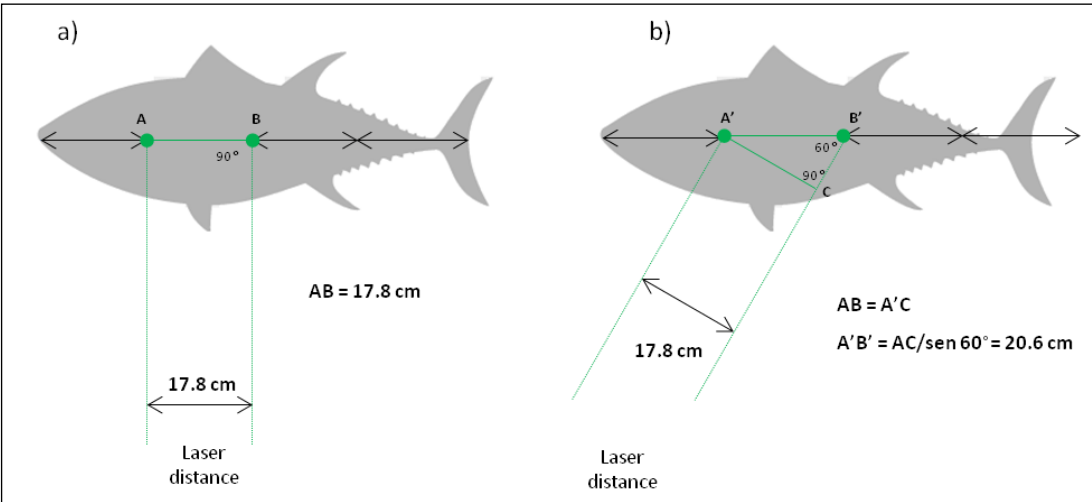 a)
A
B
90°
AB = 17.8 cm
17.8 cm
Laser
distance
b)
A’
B’
60°
90°
C
17.8 cm
AB = A’C
A’B’ = AC/sen 60° = 20.6 cm
Laser
distance